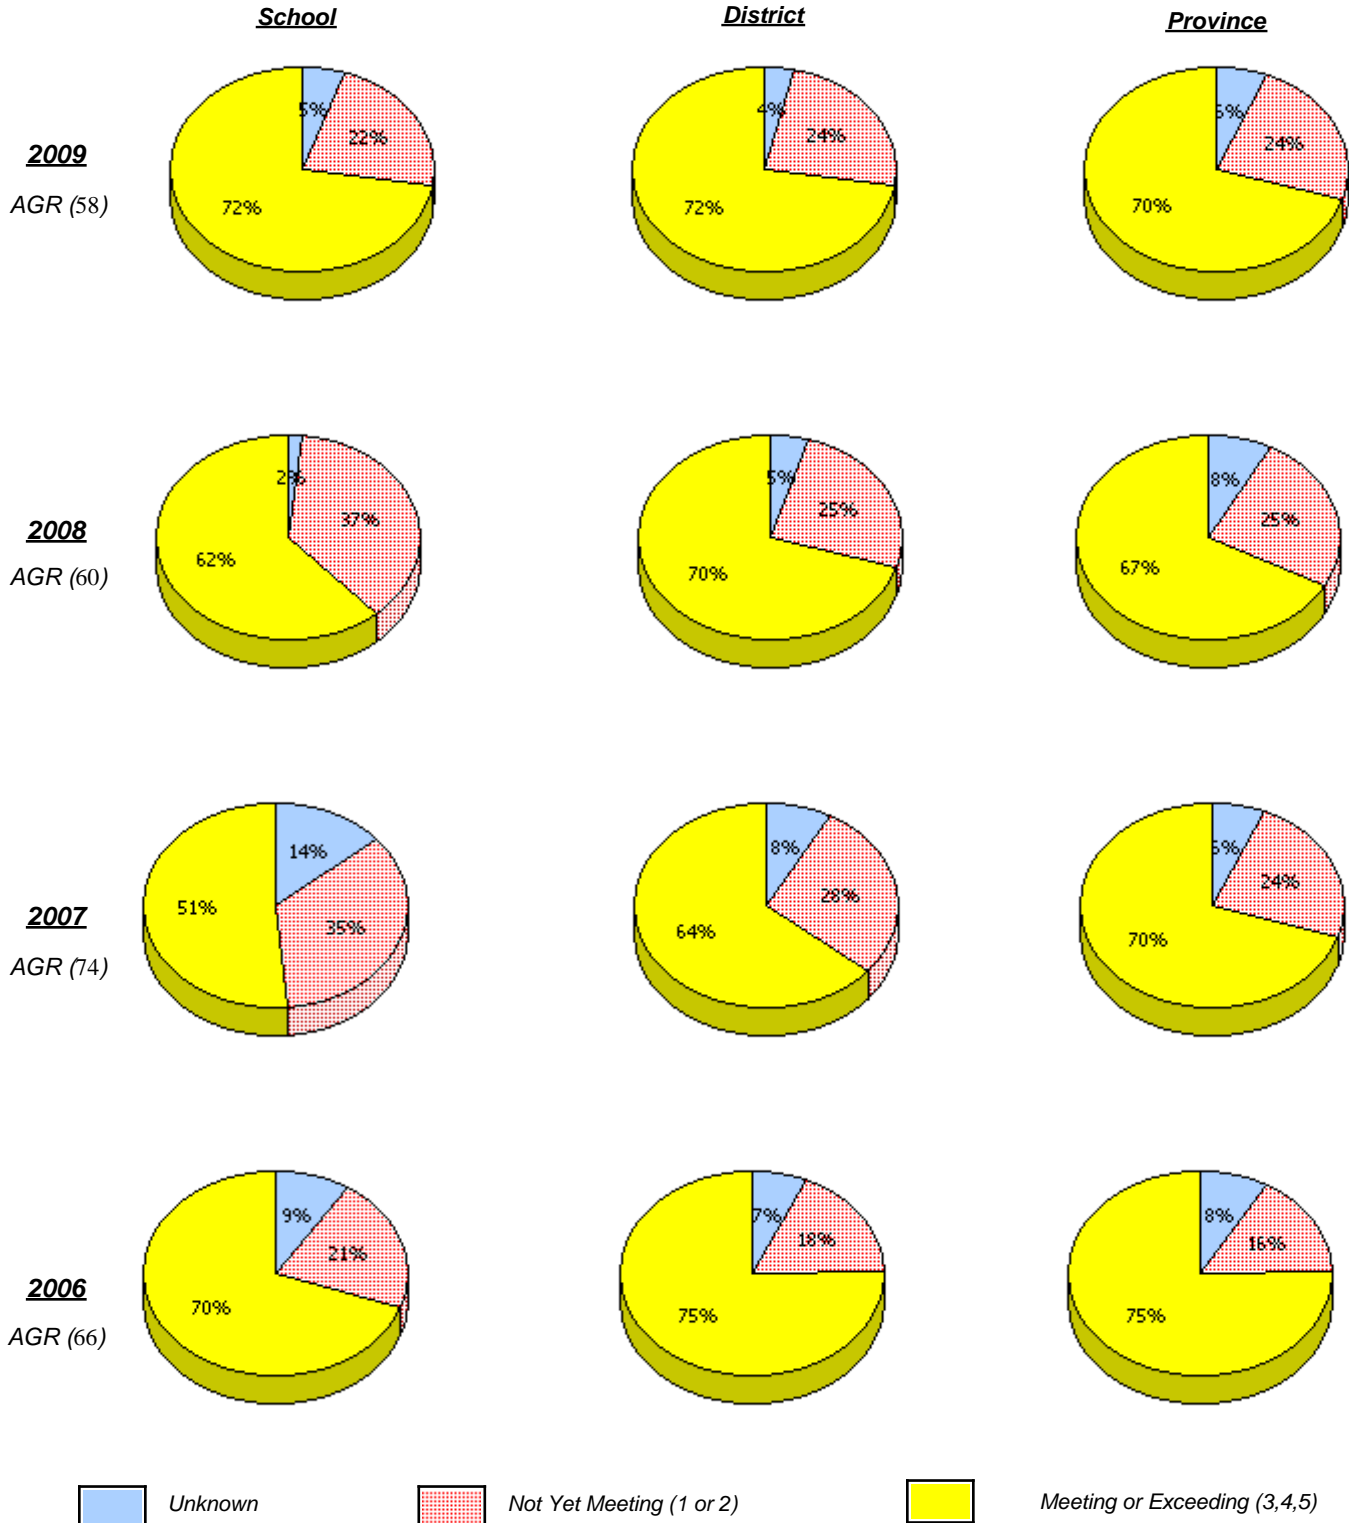 School District Province
2009
AGR (58)
5% 22% 72%
4% 24% 72%
24% 70%
2008
AGR (60)
2% 37% 62%
5% 25% 70%
8% 25% 67%
2007
AGR (74)
14% 35% 51%
8% 28% 64%
24% 70%
2006
AGR (66)
9% 21% 70%
7% 18% 75%
8% 16% 75%
Unknown Not Yet Meeting (1 or 2) Meeting or Exceeding (3,4,5)